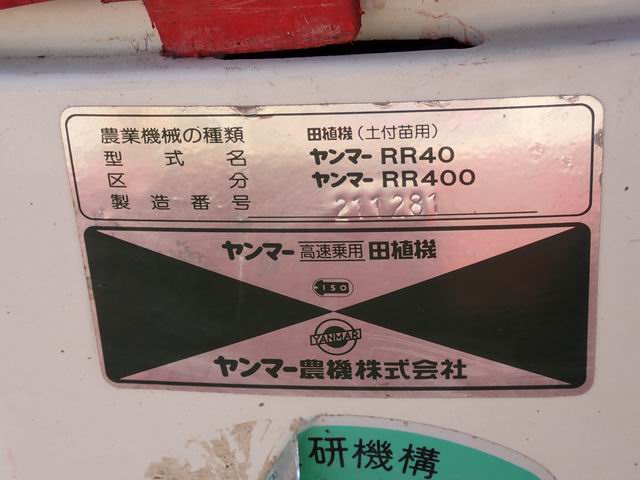 農業機械の種類 田植機(土付苗用)
型式名 ヤンマー RR40
区分 ヤンマー RR400
製造番号 211281
ヤンマー 高速乗用 田植機
ISO
YANMAR
ヤンマー農機株式会社
研機構